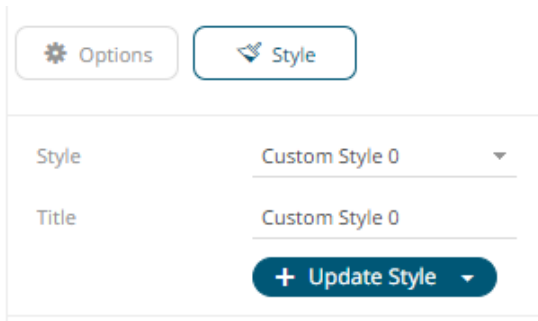 Options Style
Style Custom Style 0
Title Custom Style 0
+ Update Style